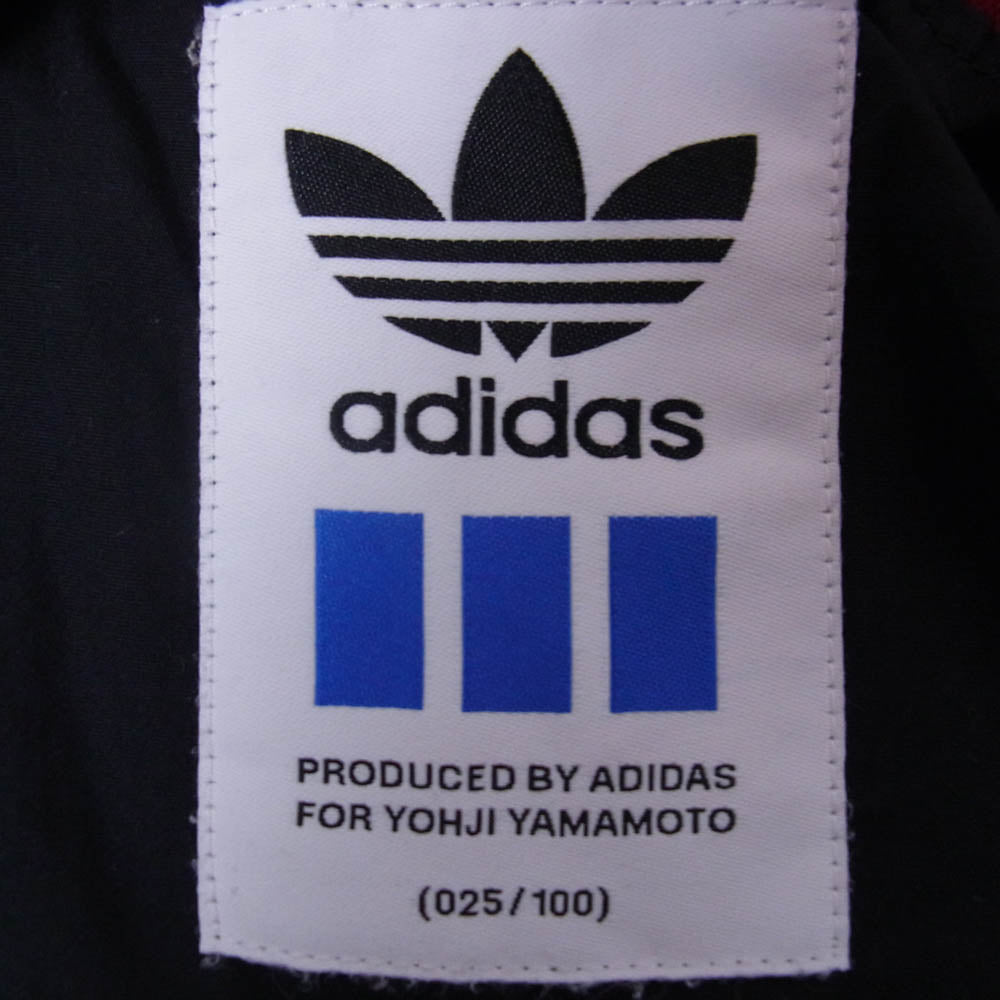 adidas
PRODUCED BY ADIDAS
FOR YOHJI YAMAMOTO
(025/100)